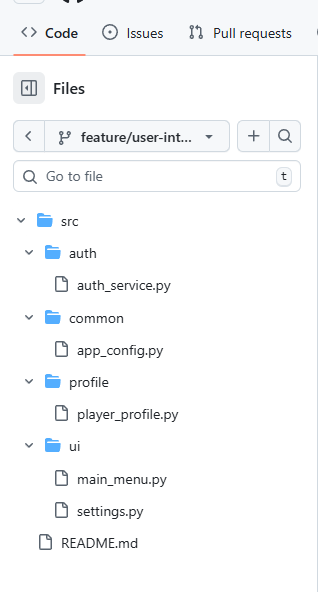 Code Issues Pull requests
Files
feature/user-int...
Go to file t
src
auth
auth_service.py
common
app_config.py
profile
player_profile.py
ui
main_menu.py
settings.py
README.md